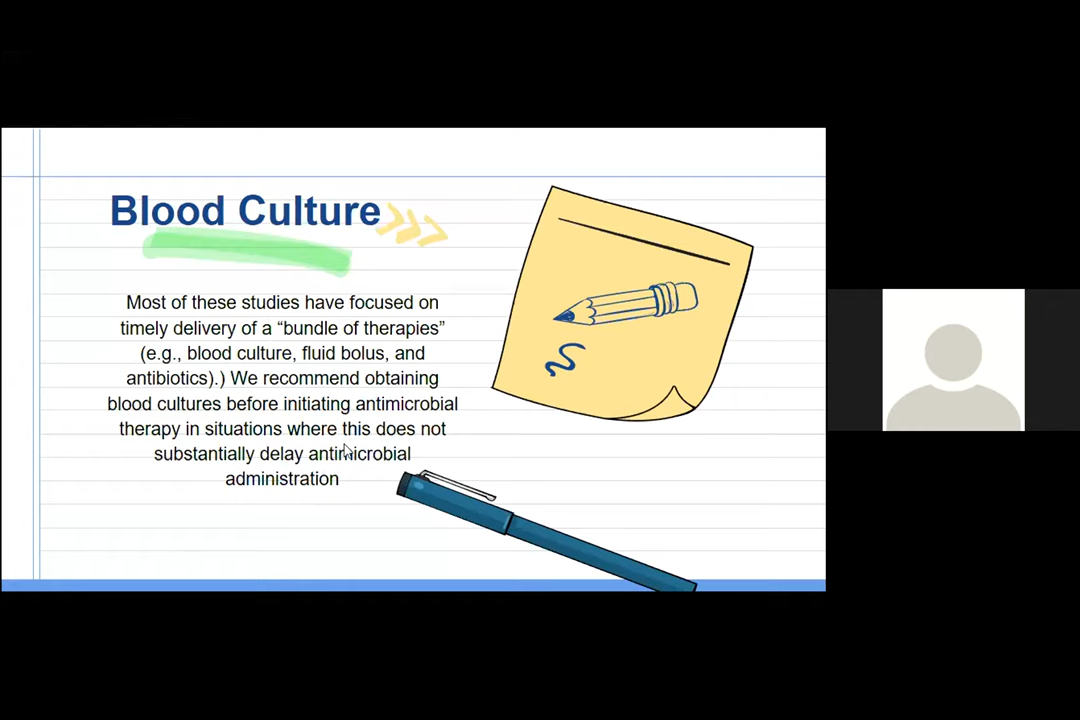 Blood Culture
Most of these studies have focused on
timely delivery of a “bundle of therapies”
(e.g., blood culture, fluid bolus, and
antibiotics).) We recommend obtaining
blood cultures before initiating antimicrobial
therapy in situations where this does not
substantially delay antimicrobial
administration